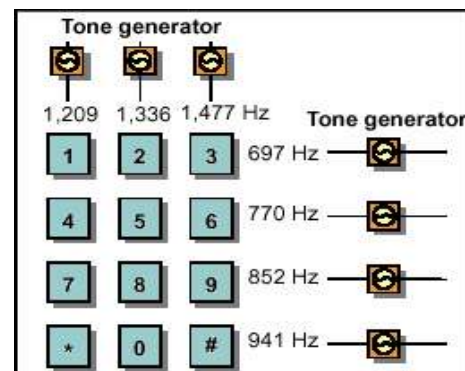 Tone generator
1,209 1,336 1,477 Hz
Tone generator
1 2 3 697 Hz
4 5 6 770 Hz
7 8 9 852 Hz
* 0 # 941 Hz